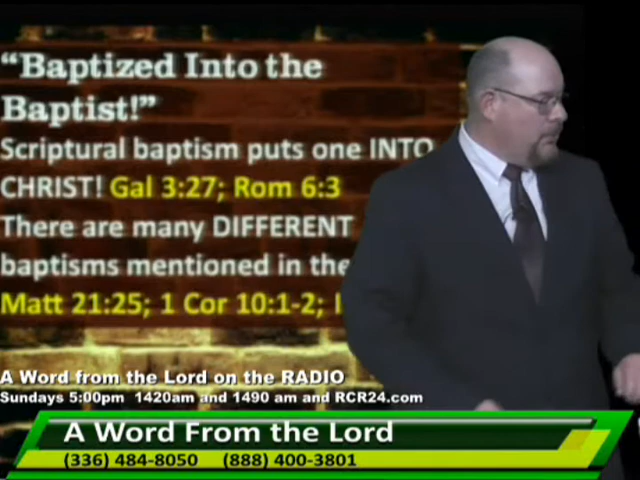 “Baptized Into the
Baptist!”
Scriptural baptism puts one INTO
CHRIST! Gal 3:27; Rom 6:3
There are many DIFFERENT
baptisms mentioned in the
Matt 21:25; 1 Cor 10:1-2;
A Word from the Lord on the RADIO
Sundays 5:00pm 1420am and 1490 am and RCR24.com
A Word From the Lord
(336) 484-8050 (888) 400-3801